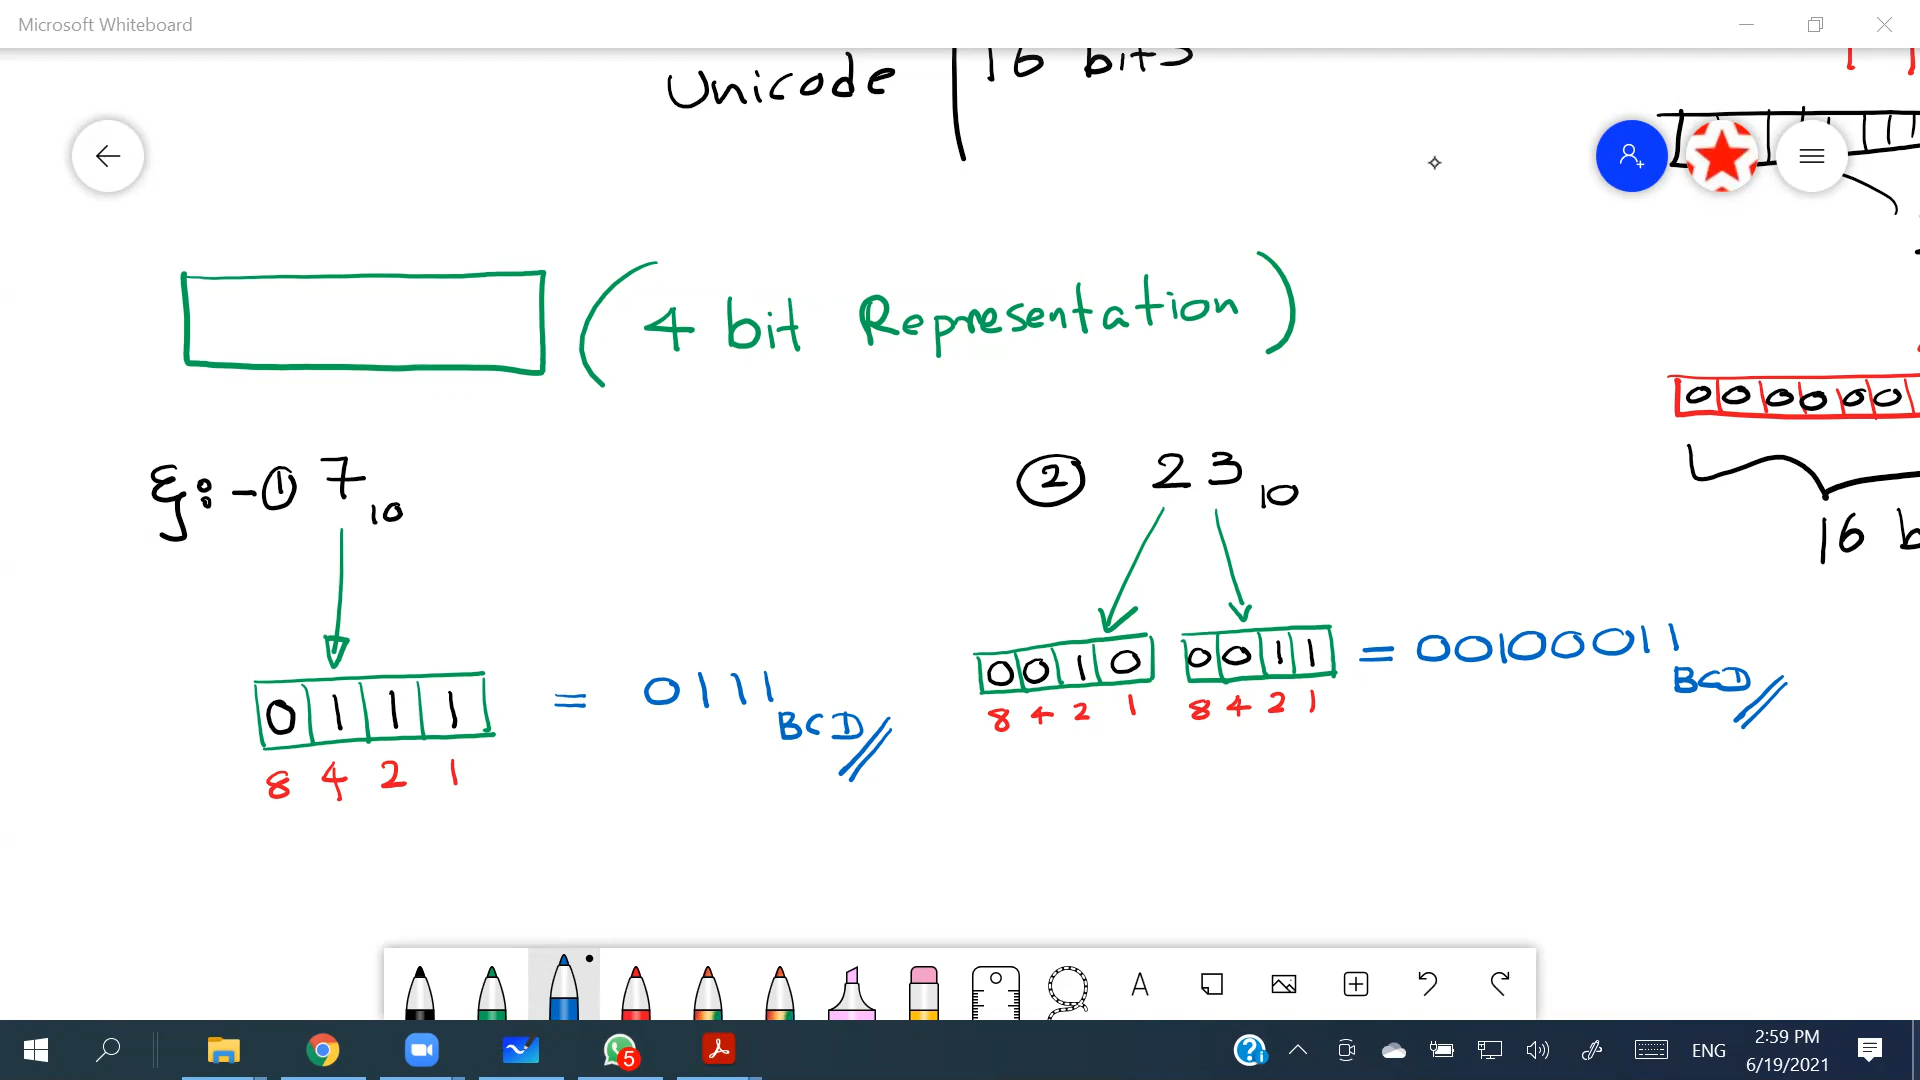 Microsoft Whiteboard
Unicode | 16 bits
(4 bit Representation)
Eg:-① 7₁₀
② 23₁₀
0 0 0 0 0 0
16 b
0 0 1 0 0 0 1 1 = 00100011 BCD
8 4 2 1 8 4 2 1
0 1 1 1 = 0111 BCD
8 4 2 1
A
5
ENG
2:59 PM
6/19/2021